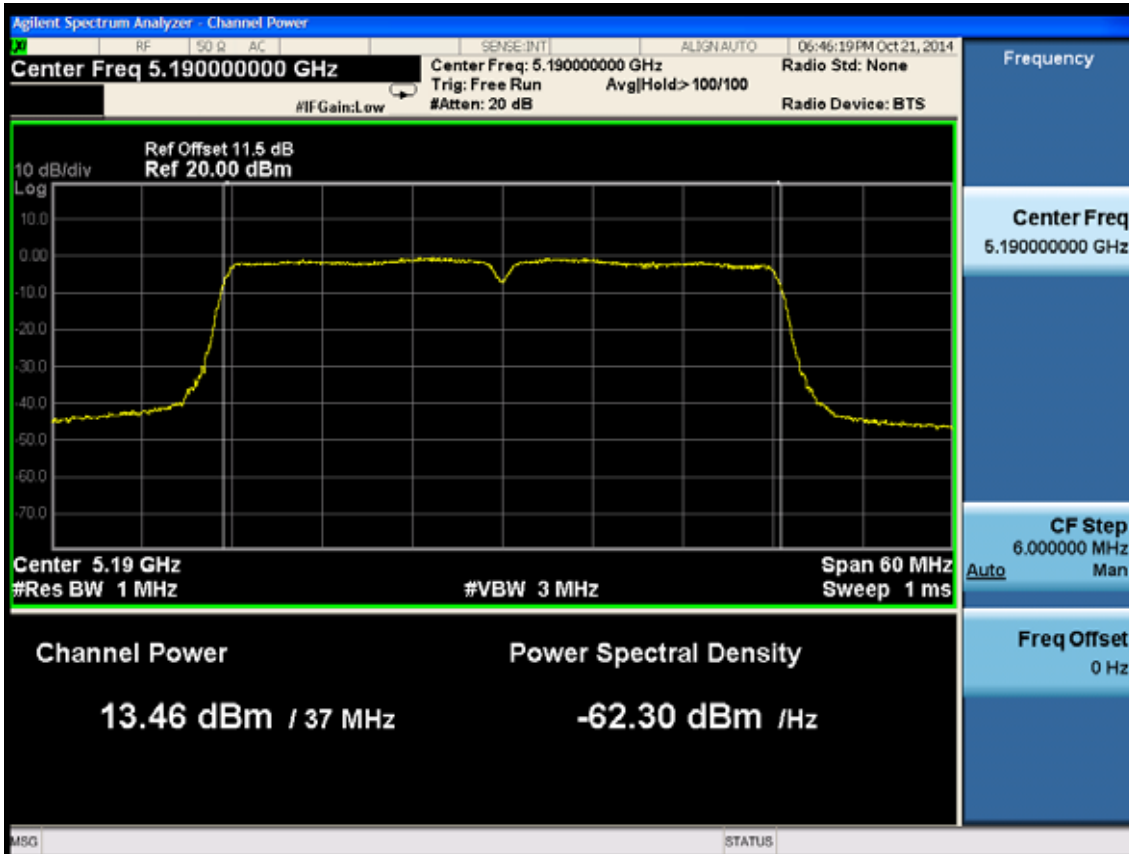 Agilent Spectrum Analyzer - Channel Power
RF 50 Ω AC SENSE:INT ALIGN AUTO 06:46:19 PM Oct 21, 2014
Center Freq 5.190000000 GHz
Center Freq: 5.190000000 GHz
Radio Std: None
Trig: Free Run Avg|Hold:> 100/100
#IFGain:Low
#Atten: 20 dB
Radio Device: BTS
Ref Offset 11.5 dB
10 dB/div Ref 20.00 dBm
Log
10.0
0.00
-10.0
-20.0
-30.0
-40.0
-50.0
-60.0
-70.0
Center 5.19 GHz Span 60 MHz
#Res BW 1 MHz #VBW 3 MHz Sweep 1 ms
Channel Power Power Spectral Density
13.46 dBm / 37 MHz -62.30 dBm /Hz
MSG STATUS
Frequency
Center Freq
5.190000000 GHz
CF Step
6.000000 MHz
Auto Man
Freq Offset
0 Hz